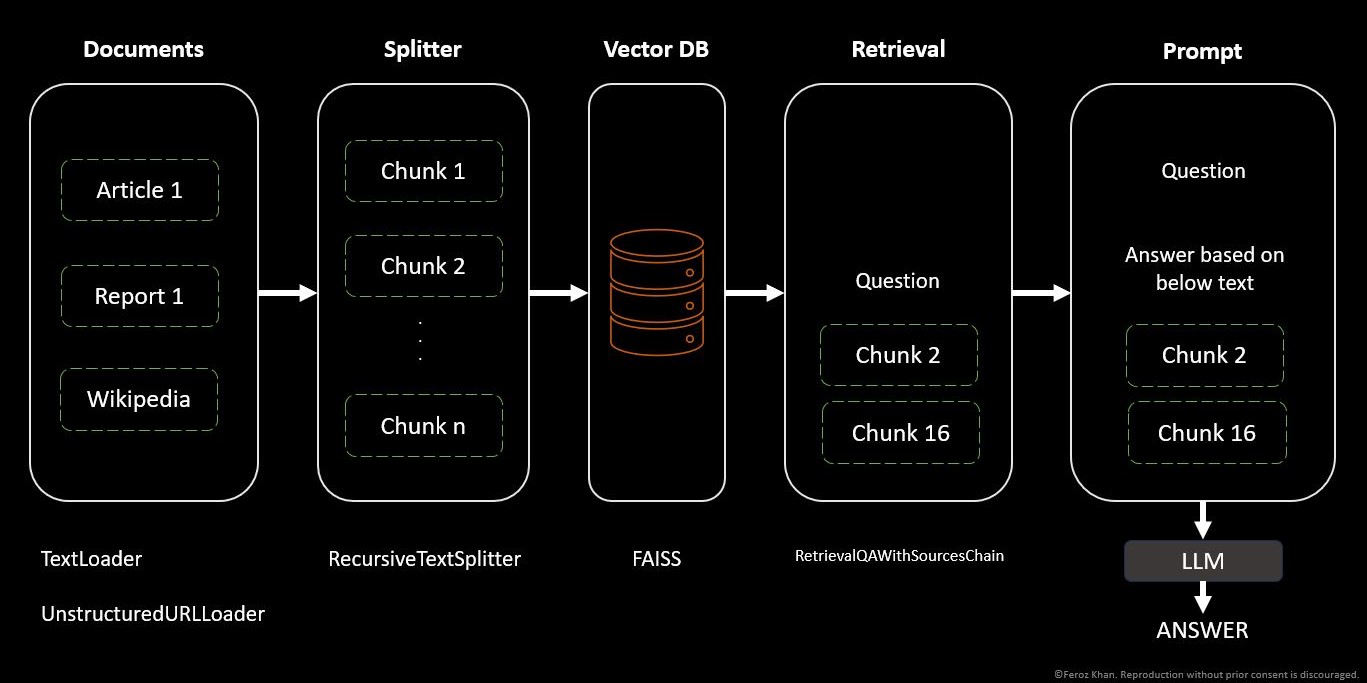 Documents
Splitter
Vector DB
Retrieval
Prompt
Article 1
Report 1
Wikipedia
Chunk 1
Chunk 2
.
.
.
Chunk n
Question
Chunk 2
Chunk 16
Question
Answer based on
below text
Chunk 2
Chunk 16
TextLoader
UnstructuredURLLoader
RecursiveTextSplitter
FAISS
RetrievalQAWithSourcesChain
LLM
ANSWER
©Feroz Khan. Reproduction without prior consent is discouraged.